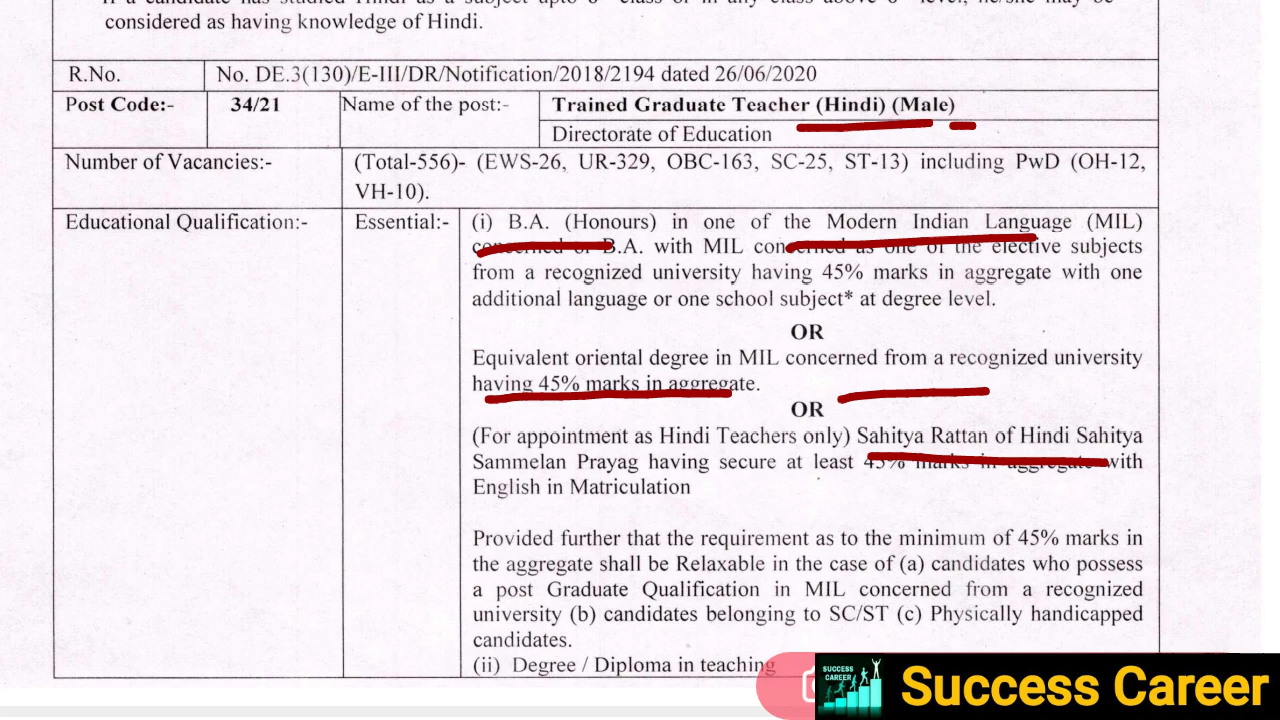 considered as having knowledge of Hindi.
R.No. No. DE.3(130)/E-III/DR/Notification/2018/2194 dated 26/06/2020
Post Code:- 34/21 Name of the post:- Trained Graduate Teacher (Hindi) (Male)
Directorate of Education
Number of Vacancies:- (Total-556)- (EWS-26, UR-329, OBC-163, SC-25, ST-13) including PwD (OH-12,
VH-10).
Educational Qualification:- Essential:- (i) B.A. (Honours) in one of the Modern Indian Language (MIL)
concerned or B.A. with MIL concerned as one of the elective subjects
from a recognized university having 45% marks in aggregate with one
additional language or one school subject* at degree level.
OR
Equivalent oriental degree in MIL concerned from a recognized university
having 45% marks in aggregate.
OR
(For appointment as Hindi Teachers only) Sahitya Rattan of Hindi Sahitya
Sammelan Prayag having secure at least 45% marks in aggregate with
English in Matriculation
Provided further that the requirement as to the minimum of 45% marks in
the aggregate shall be Relaxable in the case of (a) candidates who possess
a post Graduate Qualification in MIL concerned from a recognized
university (b) candidates belonging to SC/ST (c) Physically handicapped
candidates.
(ii) Degree / Diploma in teaching
SUCCESS
CAREER
Success Career